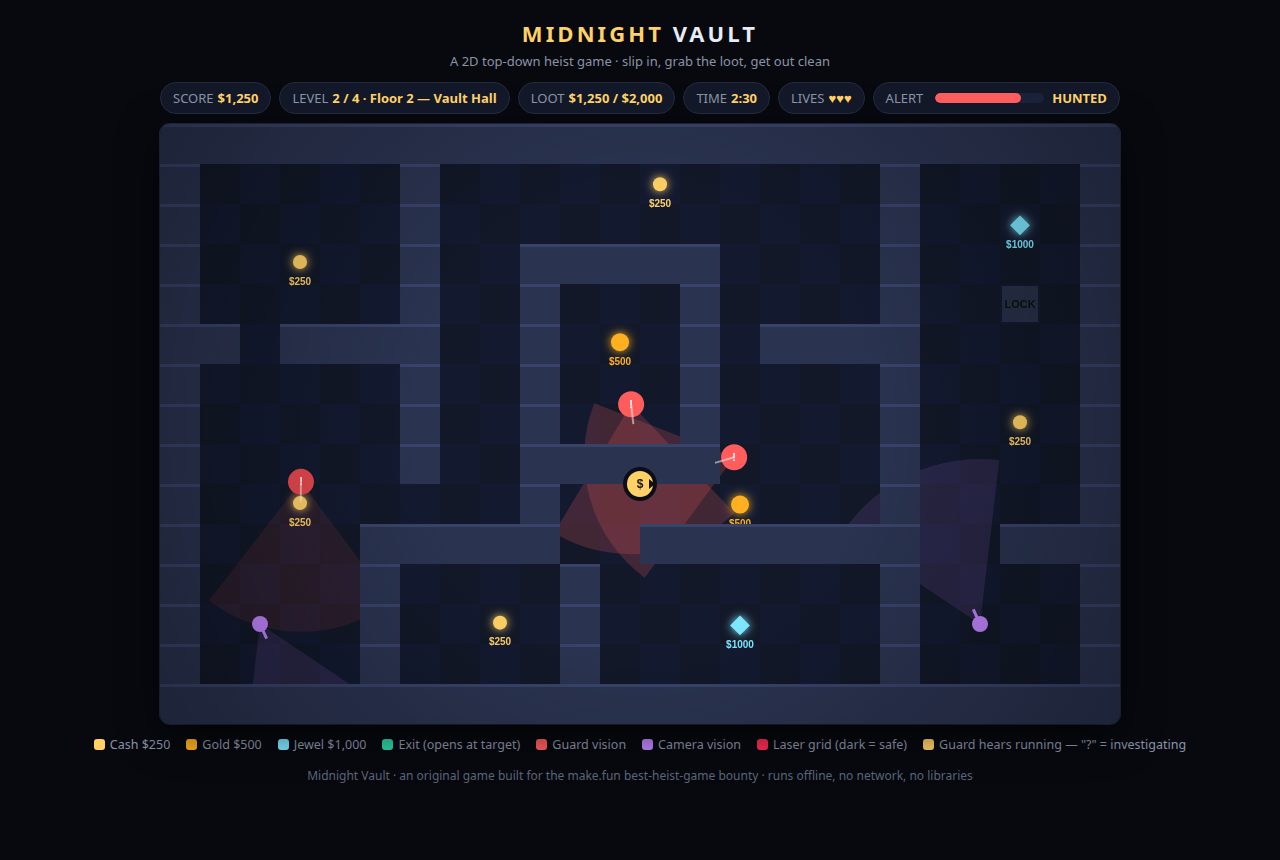 MIDNIGHT VAULT
A 2D top-down heist game · slip in, grab the loot, get out clean
SCORE $1,250 LEVEL 2 / 4 · Floor 2 — Vault Hall LOOT $1,250 / $2,000 TIME 2:30 LIVES ♥♥♥ ALERT HUNTED
$250
$1000
$250
LOCK
$500
!
$250
!
!
$
$250
$500
$250
$1000
Cash $250 Gold $500 Jewel $1,000 Exit (opens at target) Guard vision Camera vision Laser grid (dark = safe) Guard hears running — "?" = investigating
Midnight Vault · an original game built for the make.fun best-heist-game bounty · runs offline, no network, no libraries